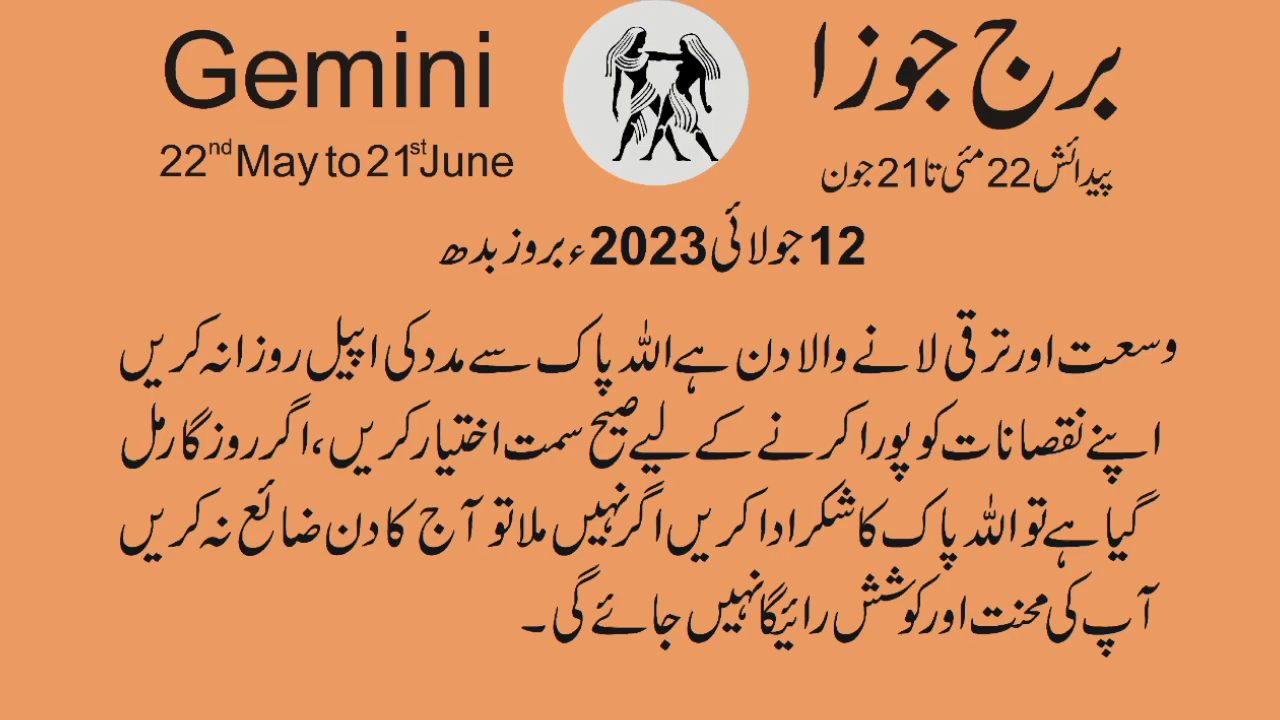 Gemini
برج جوزا
22nd May to 21st June
پیدائش 22 مئی تا 21 جون
12 جولائی 2023ء بروز بدھ
وسعت اور ترقی لانے والا دن ہے اللہ پاک سے مدد کی اپیل روزانہ کریں
اپنے نقصانات کو پورا کرنے کے لیے صیح سمت اختیار کریں، اگر روزگار مل
گیا ہے تو اللہ پاک کا شکر ادا کریں اگر نہیں ملا تو آج کا دن ضائع نہ کریں
آپ کی محنت اور کوشش رائیگا نہیں جائے گی۔